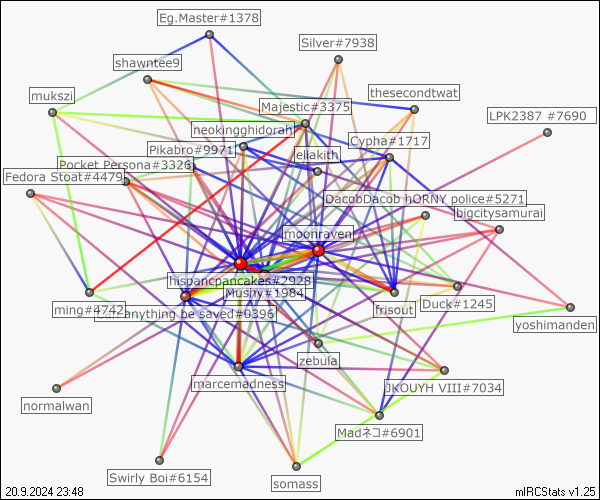 Eg.Master#1378
Silver#7938
shawntee9
thesecondtwat
mukszi
Majestic#3375
LPK2387 #7690
neokingghidorah
Cypha#1717
Pikabro#9971
eliakith
Pocket Persona#3326
Fedora Stoat#4479
DacobDacob hORNY police#5271
bigcitysamurai
moonraven
hispancpancakes#2928
Mushy#1984
ming#4742
anything be saved#0396
frisout
Duck#1245
yoshimanden
zebula
marcemadness
JKOUYH VIII#7034
normalwan
Madネコ#6901
Swirly Boi#6154
somass
20.9.2024 23:48
mIRCStats v1.25